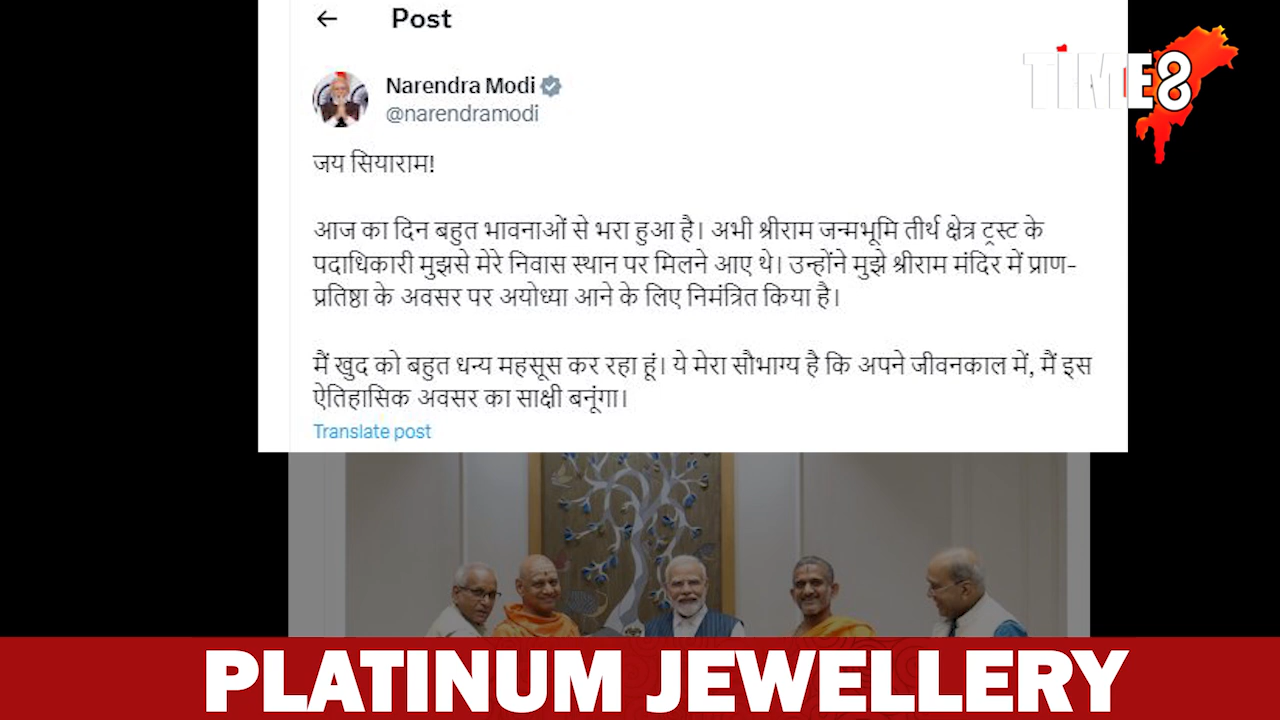 Post
TIME8
Narendra Modi
@narendramodi
जय सियाराम!
आज का दिन बहुत भावनाओं से भरा हुआ है। अभी श्रीराम जन्मभूमि तीर्थ क्षेत्र ट्रस्ट के
पदाधिकारी मुझसे मेरे निवास स्थान पर मिलने आए थे। उन्होंने मुझे श्रीराम मंदिर में प्राण-
प्रतिष्ठा के अवसर पर अयोध्या आने के लिए निमंत्रित किया है।
मैं खुद को बहुत धन्य महसूस कर रहा हूं। ये मेरा सौभाग्य है कि अपने जीवनकाल में, मैं इस
ऐतिहासिक अवसर का साक्षी बनूंगा।
Translate post
PLATINUM JEWELLERY